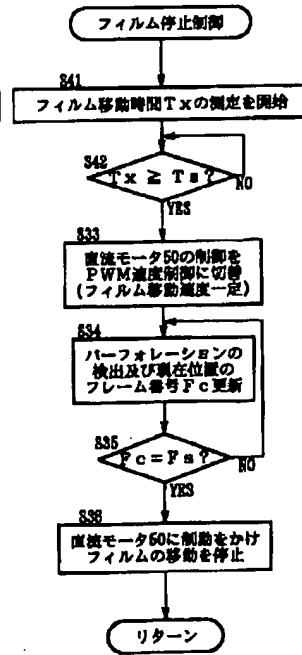 フィルム停止制御
S41
フィルム移動時間Txの測定を開始
S42
Tx ≧ Ts?
NO
YES
S33
直流モータ50の制御を
PWM速度制御に切替
(フィルム移動速度一定)
S34
パーフォレーションの
検出及び現在位置の
フレーム番号Fc更新
S35
Fc=Fs?
NO
YES
S36
直流モータ50に制動をかけ
フィルムの移動を停止
リターン